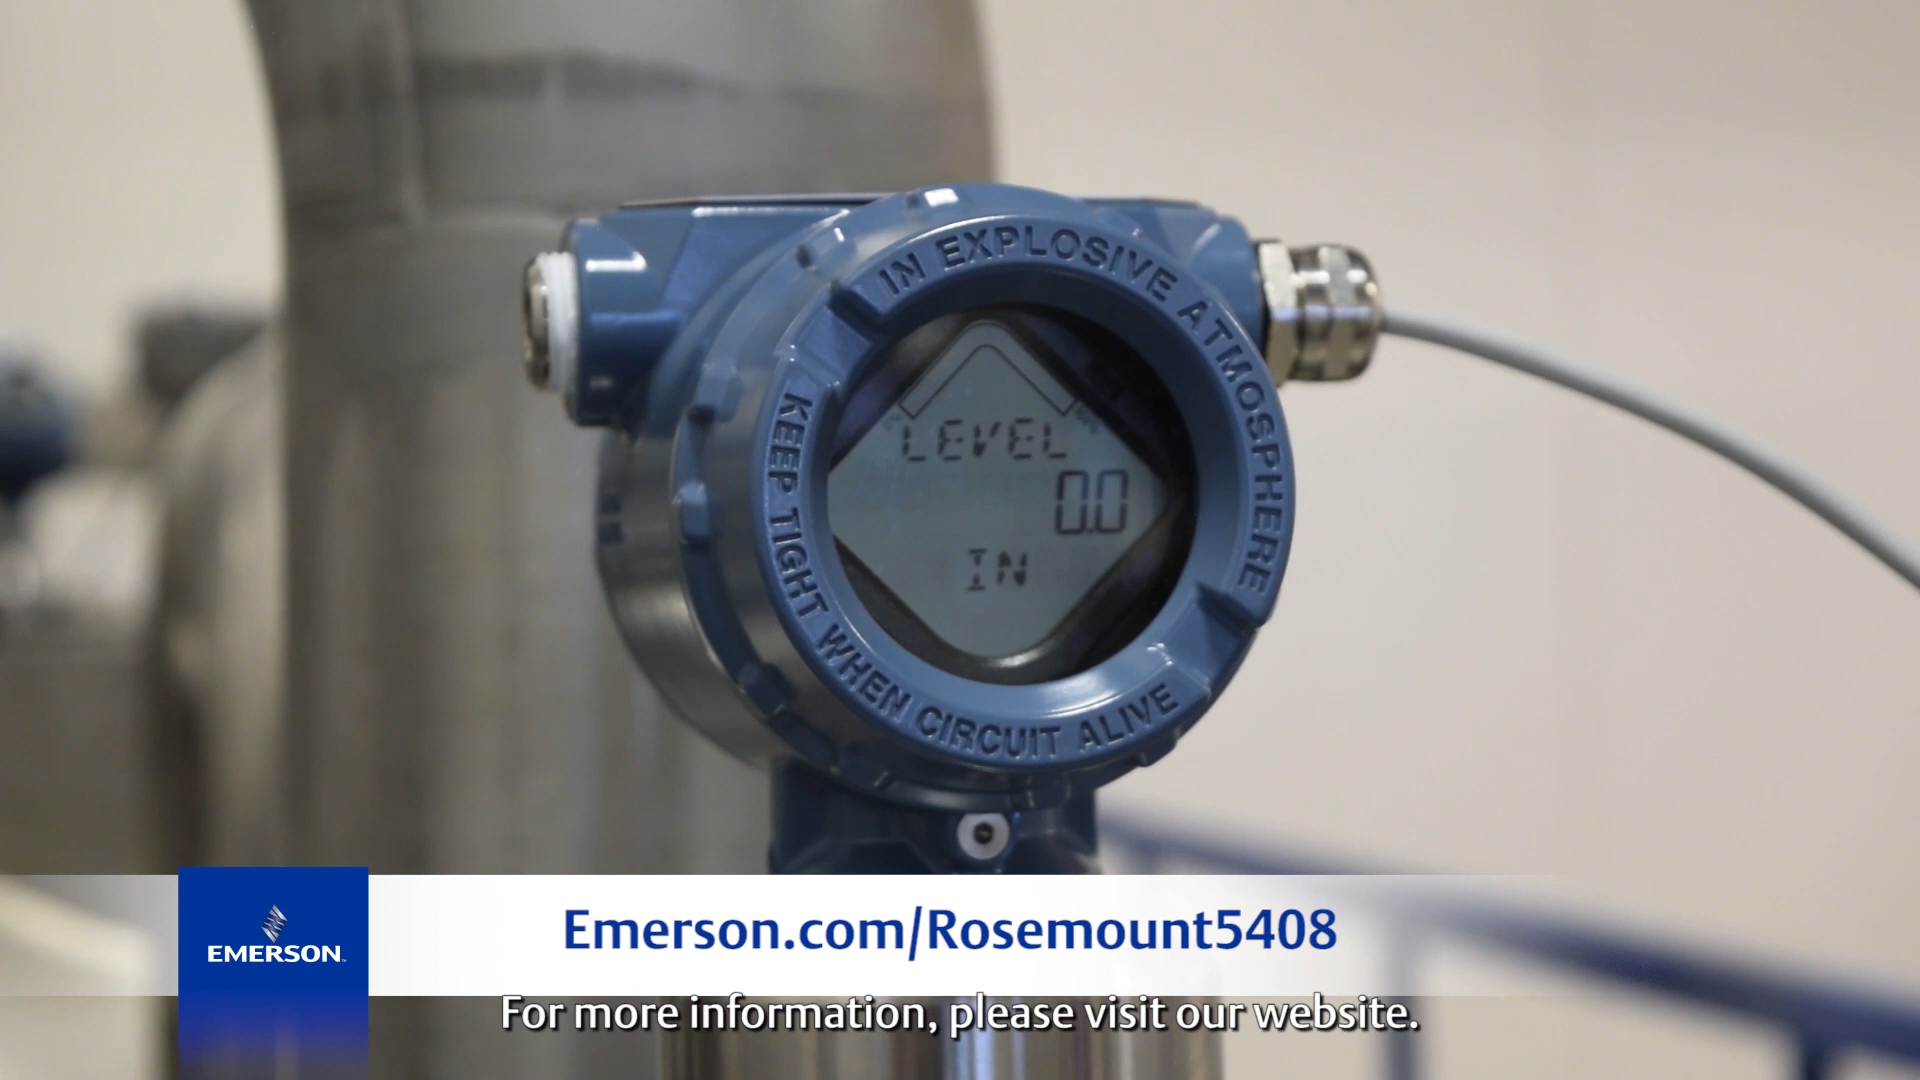 IN EXPLOSIVE ATMOSPHERE
KEEP TIGHT WHEN CIRCUIT ALIVE
LEVEL
0.0
IN
EMERSON™
Emerson.com/Rosemount5408
For more information, please visit our website.